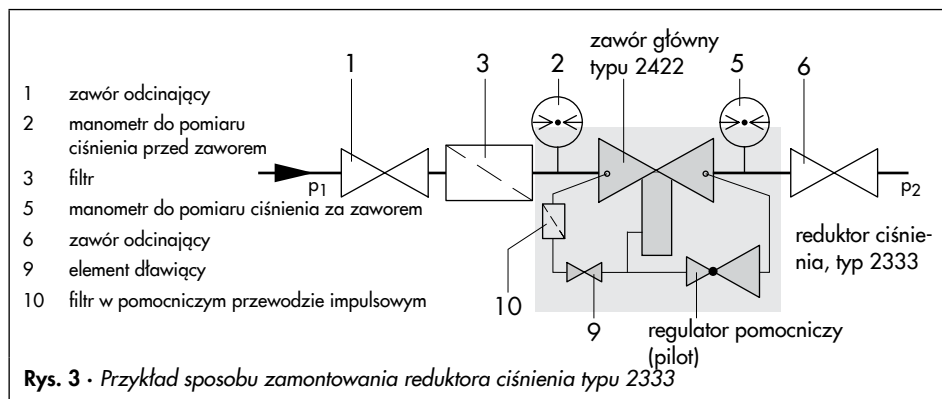 1 zawór odcinający
2 manometr do pomiaru
ciśnienia przed zaworem
3 filtr
5 manometr do pomiaru ciśnienia za zaworem
6 zawór odcinający
9 element dławiący
10 filtr w pomocniczym przewodzie impulsowym
1
3
2
zawór główny
typu 2422
5
6
p1
p2
reduktor ciśnie-
nia, typ 2333
10
9
regulator pomocniczy
(pilot)
Rys. 3 · Przykład sposobu zamontowania reduktora ciśnienia typu 2333